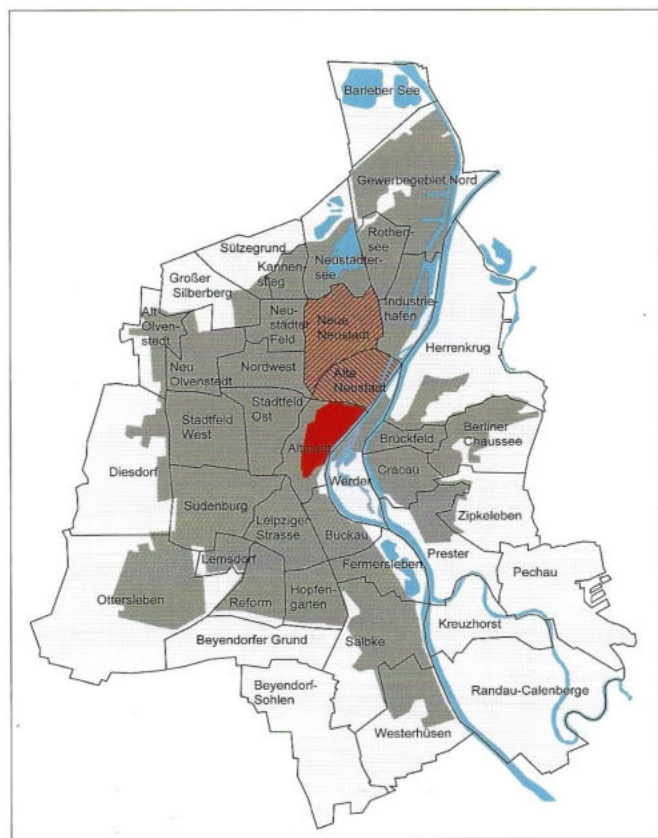 Barleber See
Gewerbegebiet Nord
Rothen-
see
Sülzegrund
Neustädter-
see
Kannen-
stieg
Großer
Silberberg
Industrie-
hafen
Alt
Olven-
stedt
Neu-
städter
Feld
Neue
Neustadt
Herrenkrug
Neu
Olvenstedt
Nordwest
Alte
Neustadt
Stadtfeld
Ost
Stadtfeld
West
Berliner
Chaussee
Brückfeld
Altstadt
Diesdorf
Werder
Cracau
Sudenburg
Leipziger
Strasse
Buckau
Zipkeleben
Lemsdorf
Fermersleben
Prester
Pechau
Ottersleben
Reform
Hopfen-
garten
Kreuzhorst
Beyendorfer Grund
Salbke
Beyendorf-
Sohlen
Randau-Calenberge
Westerhüsen